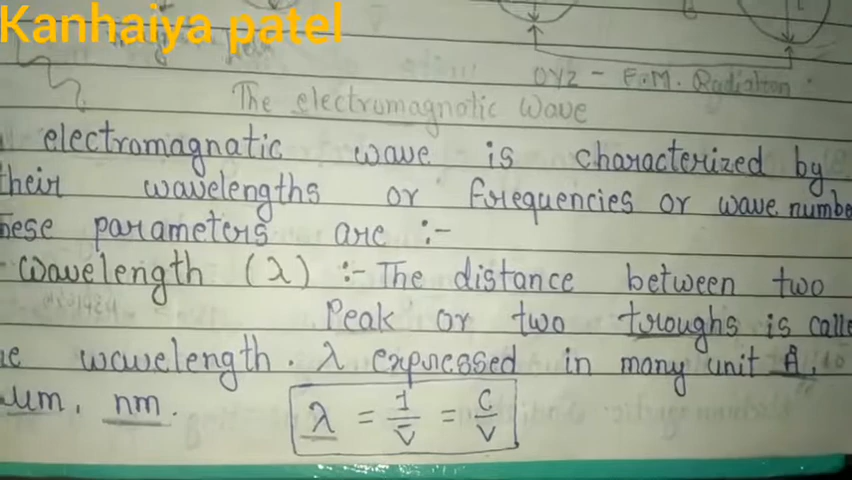 Kanhaiya patel
OYZ - E.M. Radiation
The electromagnotic Wave
electromagnatic wave is characterized by
their wavelengths or frequencies or wave numbe
hese parameters are :-
wavelength (λ) :- The distance between two
Peak or two troughs is calle
wavelength. λ expressed in many unit Å,
um, nm.
λ = 1/v̄ = C/v